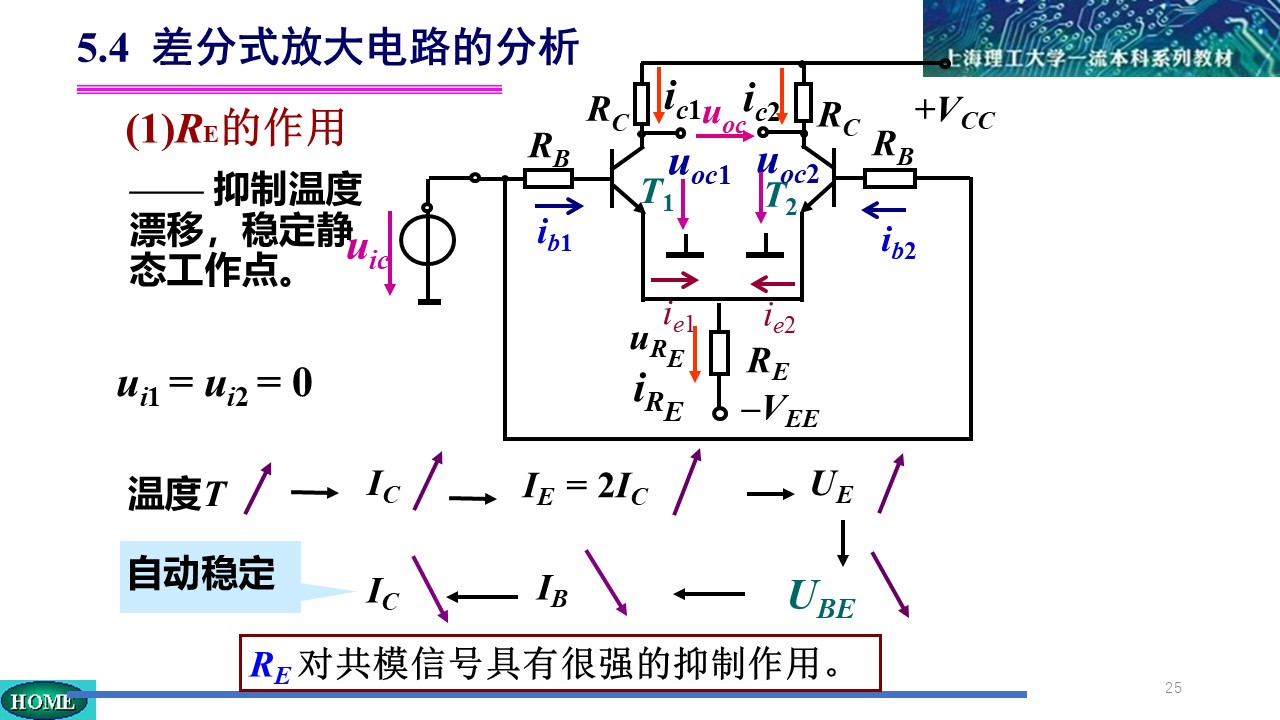 5.4 差分式放大电路的分析
上海理工大学一流本科系列教材
(1)RE的作用
—— 抑制温度
漂移，稳定静
态工作点。
RC
ic1
uoc
ic2
RC
+VCC
RB
uoc1
uoc2
RB
T1
T2
ib1
ib2
uic
ie1
ie2
uRE
RE
iRE
–VEE
ui1 = ui2 = 0
温度T
IC
IE = 2IC
UE
自动稳定
IC
IB
UBE
RE对共模信号具有很强的抑制作用。
HOME
25